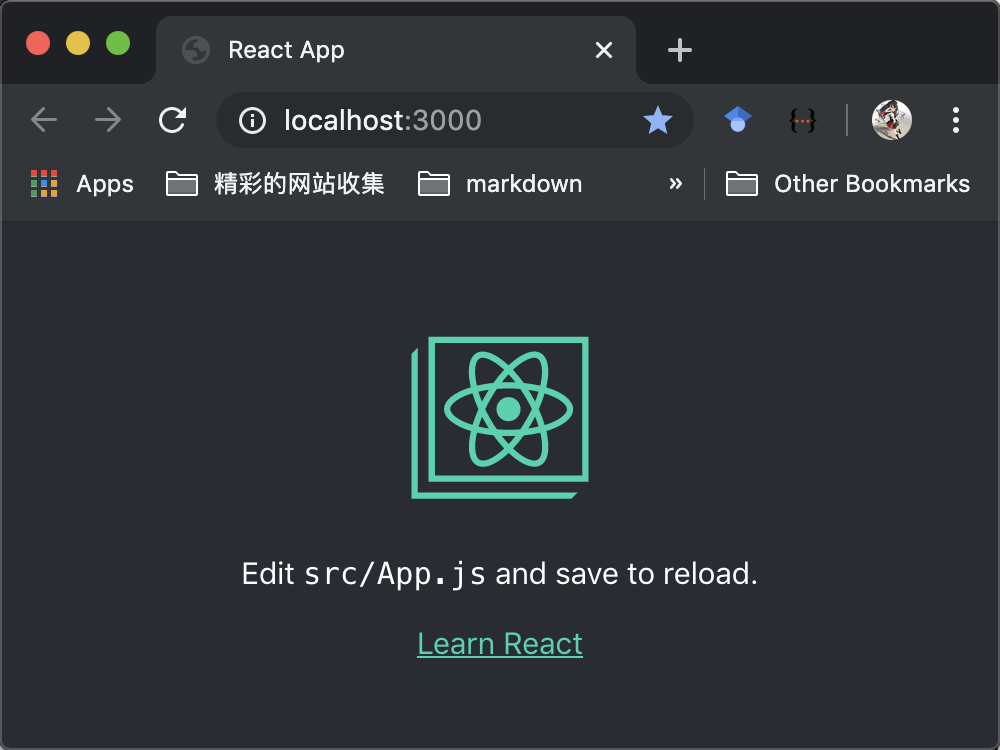 React App
localhost:3000
Apps 精彩的网站收集 markdown » Other Bookmarks
Edit src/App.js and save to reload.
Learn React